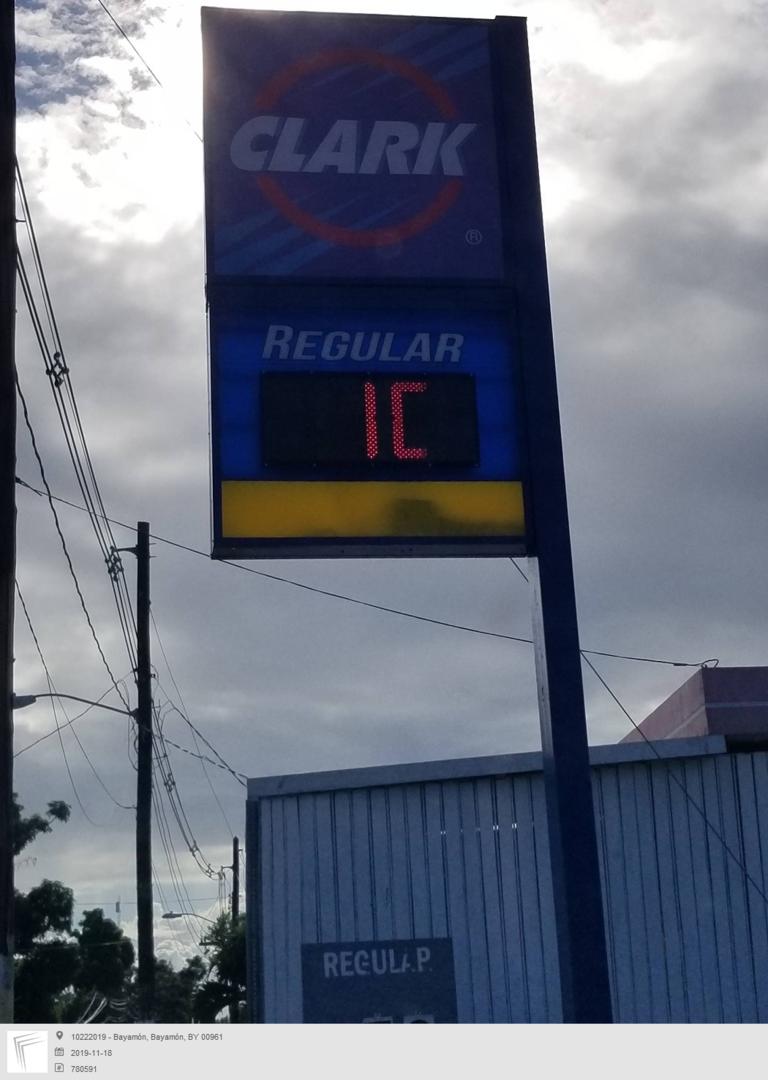 CLARK
®
REGULAR
1C
REGULAR
10222019 - Bayamón, Bayamón, BY 00961
2019-11-18
780591